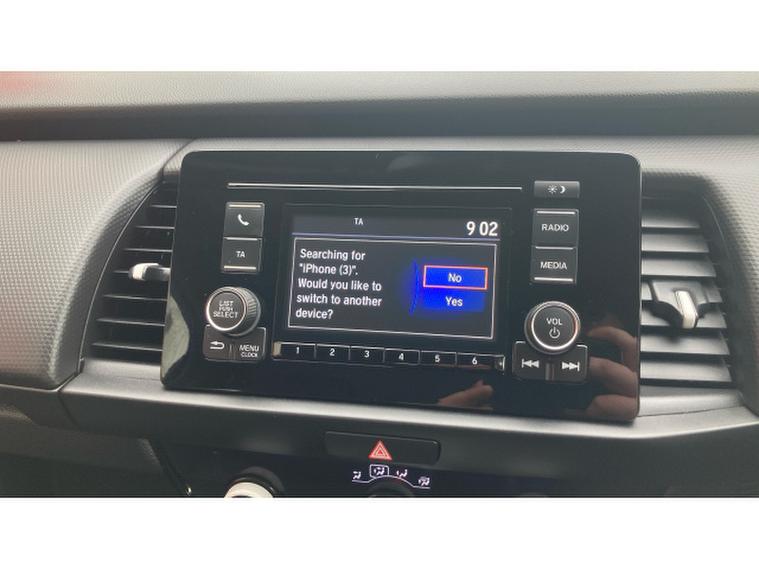 TA
9 02
Searching for
"iPhone (3)".
Would you like to
switch to another
device?
No
Yes
TA
RADIO
MEDIA
LIST
PUSH
SELECT
MENU
CLOCK
VOL
1 2 3 4 5 6